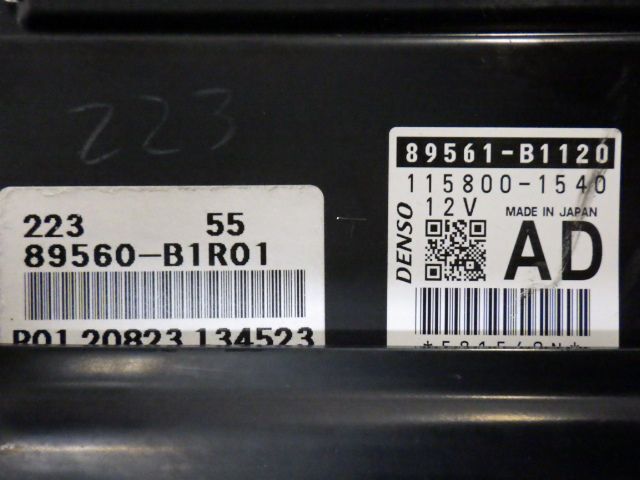 223
223 55
89560-B1R01
R01 20823 134523
89561-B1120
115800-1540
12V MADE IN JAPAN
DENSO
AD